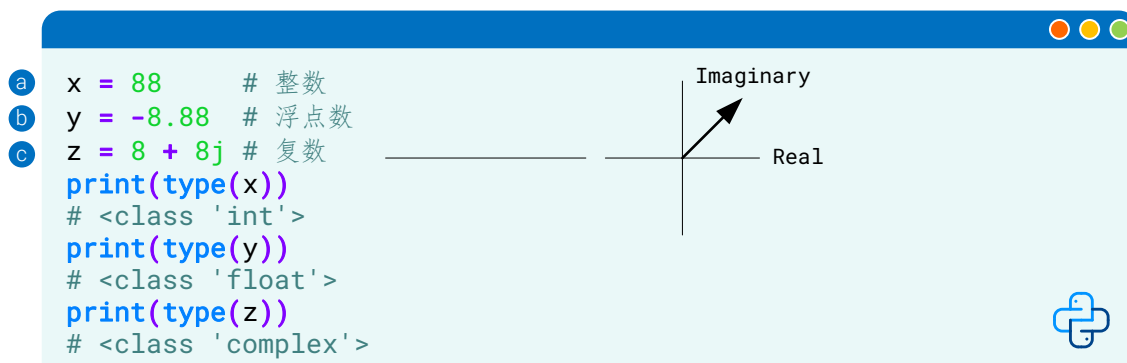 Imaginary
a x = 88 # 整数
b y = -8.88 # 浮点数
c z = 8 + 8j # 复数
Real
print(type(x))
# <class 'int'>
print(type(y))
# <class 'float'>
print(type(z))
# <class 'complex'>